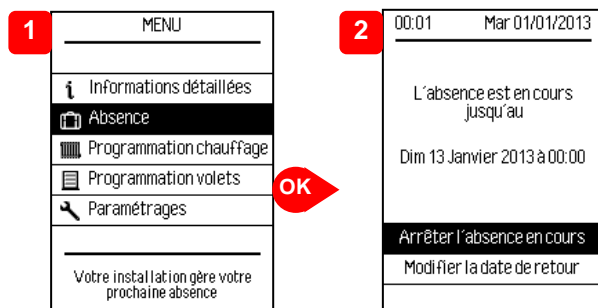 1
MENU
i Informations détaillées
Absence
Programmation chauffage
Programmation volets
Paramétrages
Votre installation gère votre
prochaine absence
OK
2
00:01 Mar 01/01/2013
L'absence est en cours
jusqu'au
Dim 13 Janvier 2013 à 00:00
Arrêter l'absence en cours
Modifier la date de retour